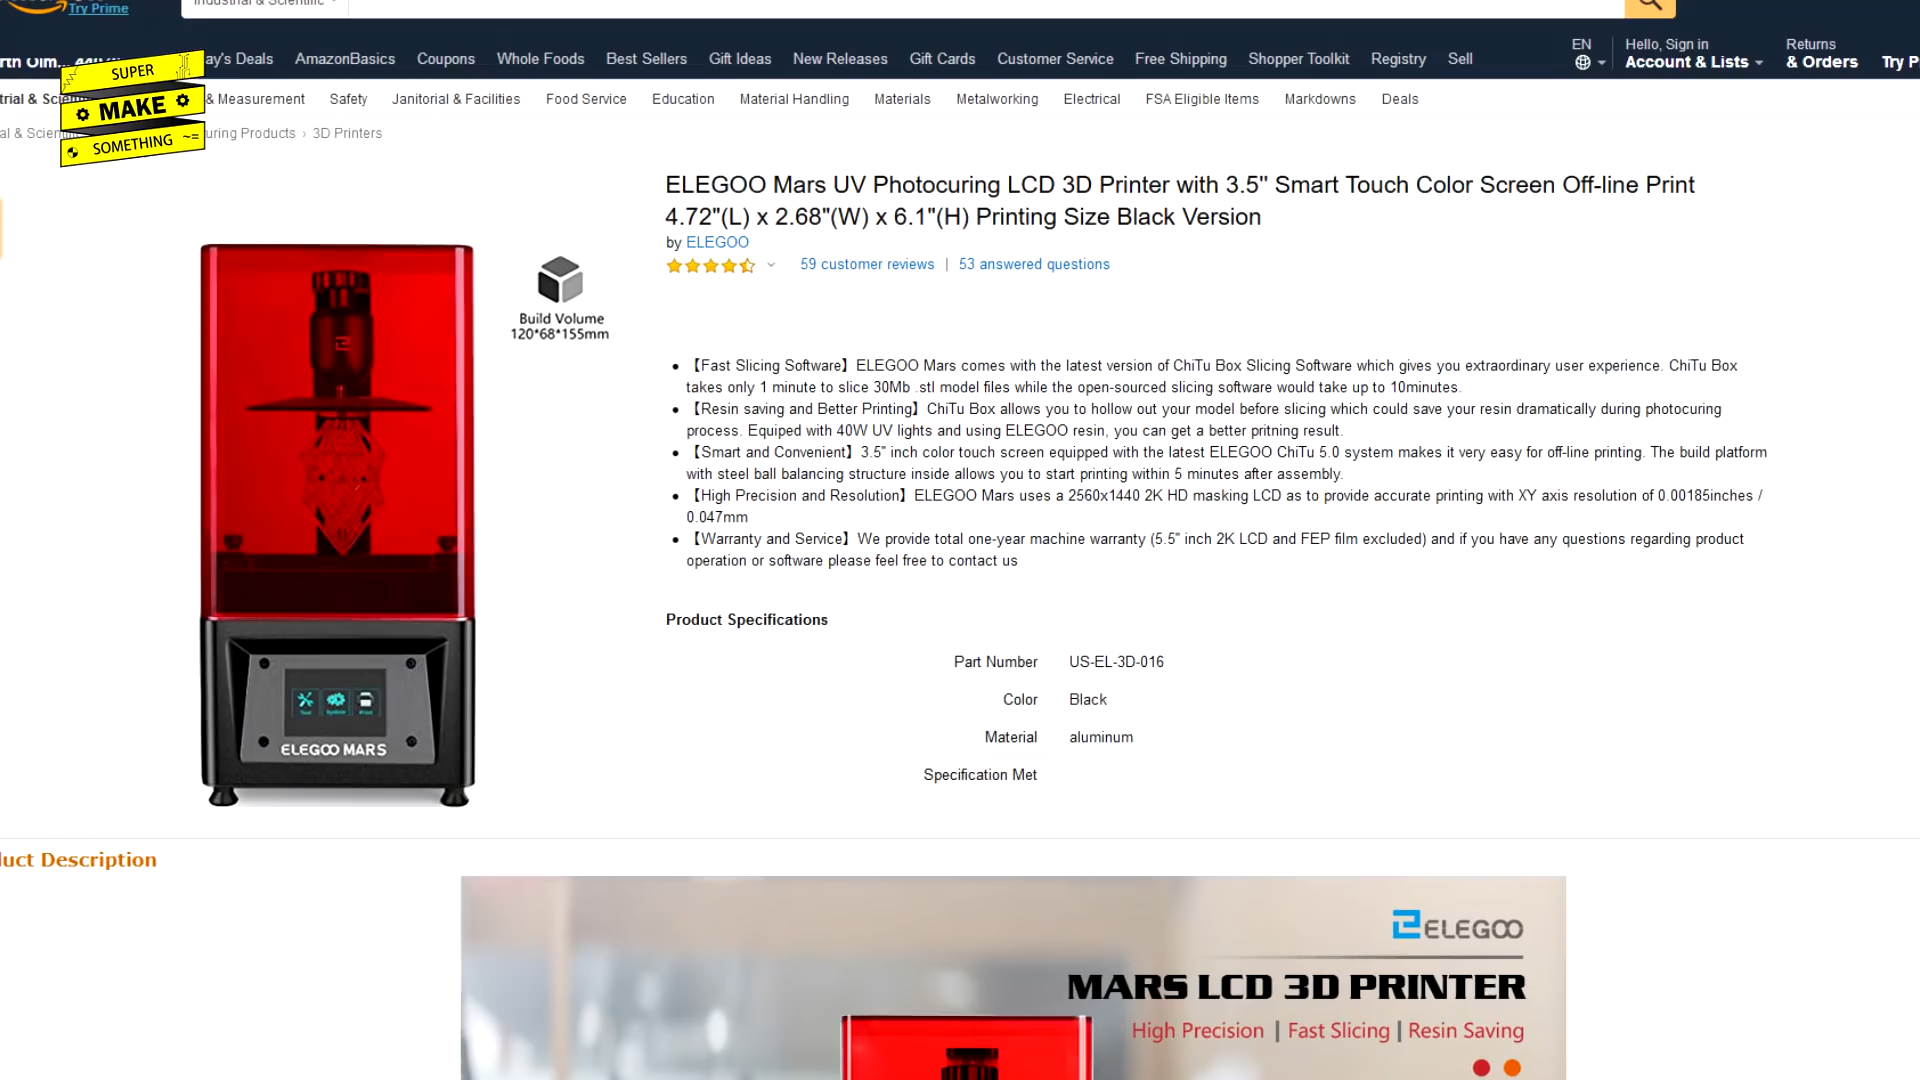 Try Prime
Industrial & Scientific
ay's Deals AmazonBasics Coupons Whole Foods Best Sellers Gift Ideas New Releases Gift Cards Customer Service Free Shipping Shopper Toolkit Registry Sell
EN
Hello, Sign in
Account & Lists
Returns
& Orders
Try P
SUPER
MAKE
SOMETHING ~=
& Measurement Safety Janitorial & Facilities Food Service Education Material Handling Materials Metalworking Electrical FSA Eligible Items Markdowns Deals
uring Products › 3D Printers
ELEGOO Mars UV Photocuring LCD 3D Printer with 3.5'' Smart Touch Color Screen Off-line Print
4.72"(L) x 2.68"(W) x 6.1"(H) Printing Size Black Version
by ELEGOO
59 customer reviews | 53 answered questions
Build Volume
120*68*155mm
• 【Fast Slicing Software】ELEGOO Mars comes with the latest version of ChiTu Box Slicing Software which gives you extraordinary user experience. ChiTu Box
takes only 1 minute to slice 30Mb .stl model files while the open-sourced slicing software would take up to 10minutes.
• 【Resin saving and Better Printing】ChiTu Box allows you to hollow out your model before slicing which could save your resin dramatically during photocuring
process. Equiped with 40W UV lights and using ELEGOO resin, you can get a better pritning result.
• 【Smart and Convenient】3.5" inch color touch screen equipped with the latest ELEGOO ChiTu 5.0 system makes it very easy for off-line printing. The build platform
with steel ball balancing structure inside allows you to start printing within 5 minutes after assembly.
• 【High Precision and Resolution】ELEGOO Mars uses a 2560x1440 2K HD masking LCD as to provide accurate printing with XY axis resolution of 0.00185inches /
0.047mm
• 【Warranty and Service】We provide total one-year machine warranty (5.5" inch 2K LCD and FEP film excluded) and if you have any questions regarding product
operation or software please feel free to contact us
Product Specifications
Part Number US-EL-3D-016
Color Black
Material aluminum
Specification Met
ELEGOO MARS
uct Description
ELEGOO
MARS LCD 3D PRINTER
High Precision | Fast Slicing | Resin Saving